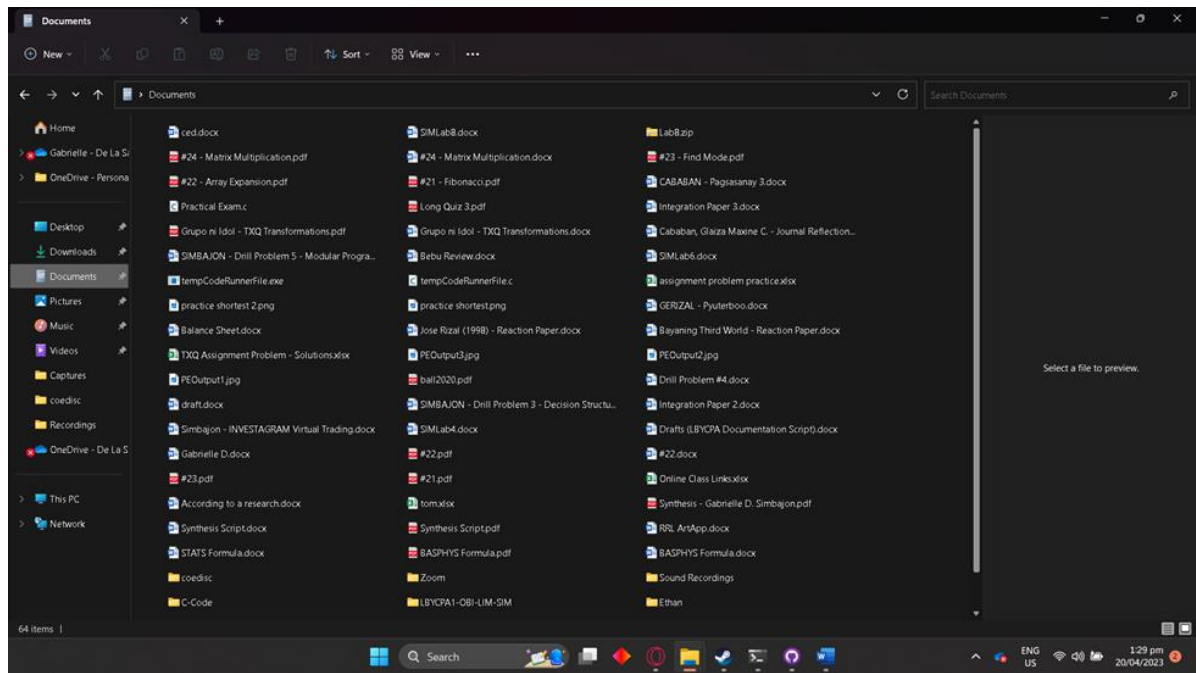 Documents
New
Sort
View
Documents
Search Documents
Home
Gabrielle - De La Sa
OneDrive - Persona
Desktop
Downloads
Documents
Pictures
Music
Videos
Captures
coedisc
Recordings
OneDrive - De La S
This PC
Network
ced.docx SIMLab8.docx Lab8.zip
#24 - Matrix Multiplication.pdf #24 - Matrix Multiplication.docx #23 - Find Mode.pdf
#22 - Array Expansion.pdf #21 - Fibonacci.pdf CABABAN - Pagsasanay 3.docx
Practical Exam.c Long Quiz 3.pdf Integration Paper 3.docx
Grupo ni Idol - TXQ Transformations.pdf Grupo ni Idol - TXQ Transformations.docx Cababan, Glaiza Maxine C. - Journal Reflection...
SIMBAJON - Drill Problem 5 - Modular Progra... Bebu Review.docx SIMLab6.docx
tempCodeRunnerFile.exe tempCodeRunnerFile.c assignment problem practice.xlsx
practice shortest 2.png practice shortest.png GERIZAL - Pyuterboo.docx
Balance Sheet.docx Jose Rizal (1998) - Reaction Paper.docx Bayaning Third World - Reaction Paper.docx
TXQ Assignment Problem - Solutions.xlsx PEOutput3.jpg PEOutput2.jpg
PEOutput1.jpg ball2020.pdf Drill Problem #4.docx
draft.docx SIMBAJON - Drill Problem 3 - Decision Structu... Integration Paper 2.docx
Simbajon - INVESTAGRAM Virtual Trading.docx SIMLab4.docx Drafts (LBYCPA Documentation Script).docx
Gabrielle D.docx #22.pdf #22.docx
#23.pdf #21.pdf Online Class Links.xlsx
According to a research.docx tom.xlsx Synthesis - Gabrielle D. Simbajon.pdf
Synthesis Script.docx Synthesis Script.pdf RRL ArtApp.docx
STATS Formula.docx BASPHYS Formula.pdf BASPHYS Formula.docx
coedisc Zoom Sound Recordings
C-Code LBYCPA1-OBI-LIM-SIM Ethan
Select a file to preview.
64 items
Search
ENG
US
1:29 pm
20/04/2023
2